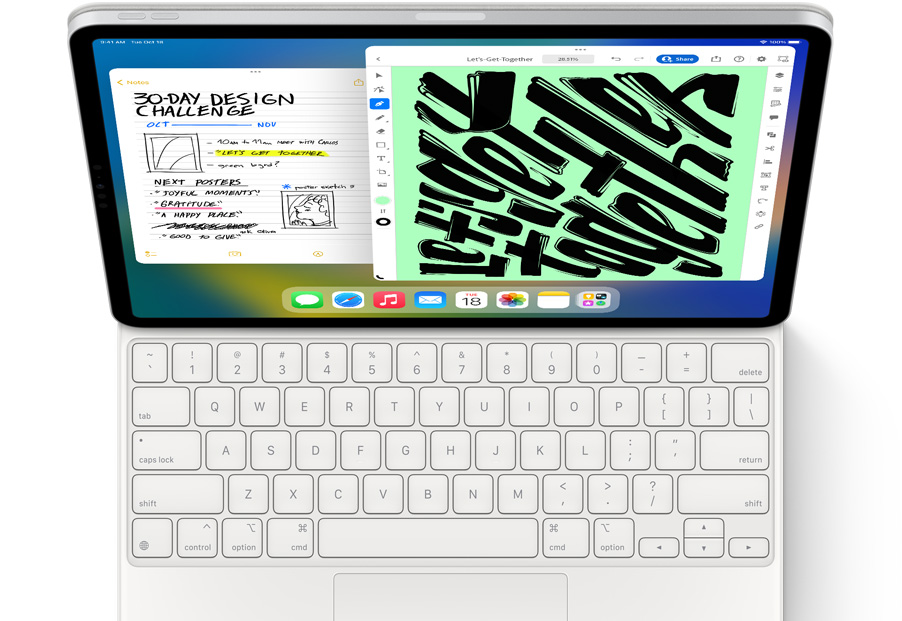 9:41 AM Tue Oct 18
100%
Notes
30-DAY DESIGN
CHALLENGE
OCT NOV
- 10AM to 11AM MEET WITH CARLOS
- "LET'S GET TOGETHER"
- green bgrd?
NEXT POSTERS
"JOYFUL MOMENTS"
"GRATITUDE"
"A HAPPY PLACE"
"GOOD TO GIVE"
* poster sketch
Let's-Get-Together
28.51%
Share
TUE
18
~ `
! 1
@ 2
# 3
$ 4
% 5
^ 6
& 7
* 8
( 9
) 0
_ -
+ =
delete
tab
Q W E R T Y U I O P { [ } ] | \
caps lock
A S D F G H J K L : ; " '
return
shift
Z X C V B N M < , > . ? /
shift
control
option
cmd
cmd
option